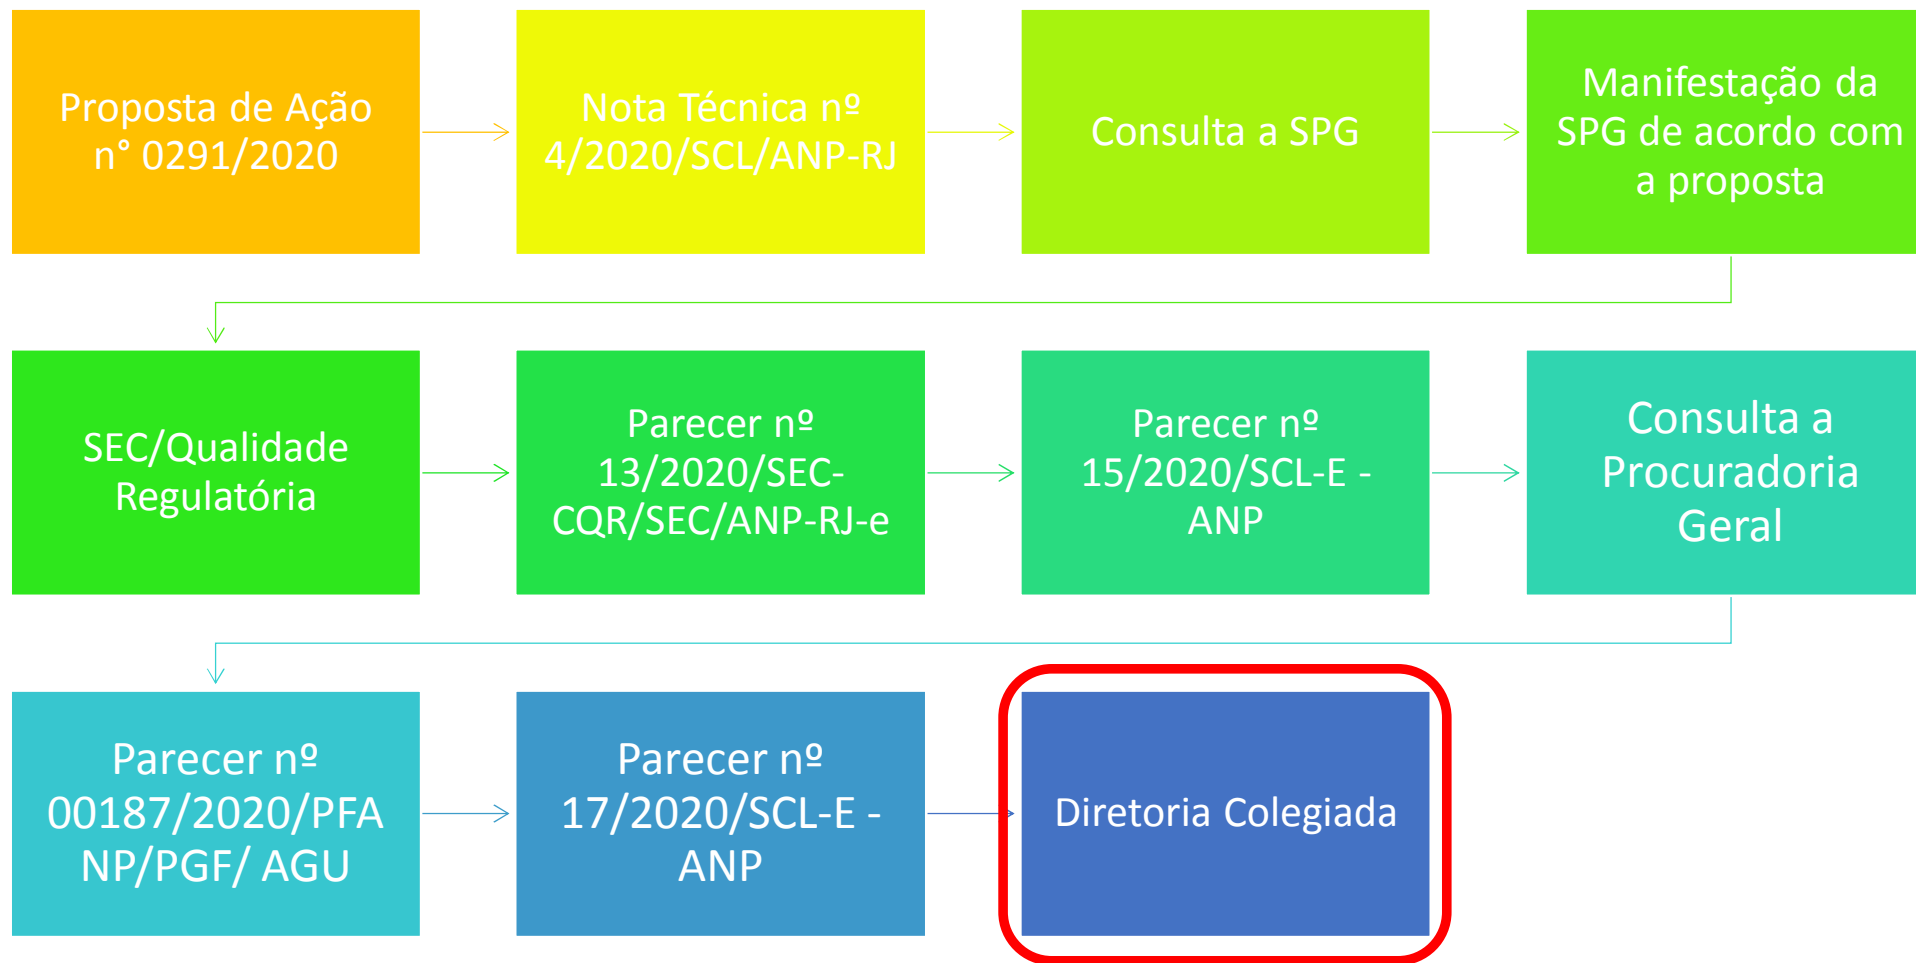 Proposta de Ação
n° 0291/2020
Nota Técnica nº
4/2020/SCL/ANP-RJ
Consulta a SPG
Manifestação da
SPG de acordo com
a proposta
SEC/Qualidade
Regulatória
Parecer nº
13/2020/SEC-
CQR/SEC/ANP-RJ-e
Parecer nº
15/2020/SCL-E -
ANP
Consulta a
Procuradoria
Geral
Parecer nº
00187/2020/PFA
NP/PGF/ AGU
Parecer nº
17/2020/SCL-E -
ANP
Diretoria Colegiada